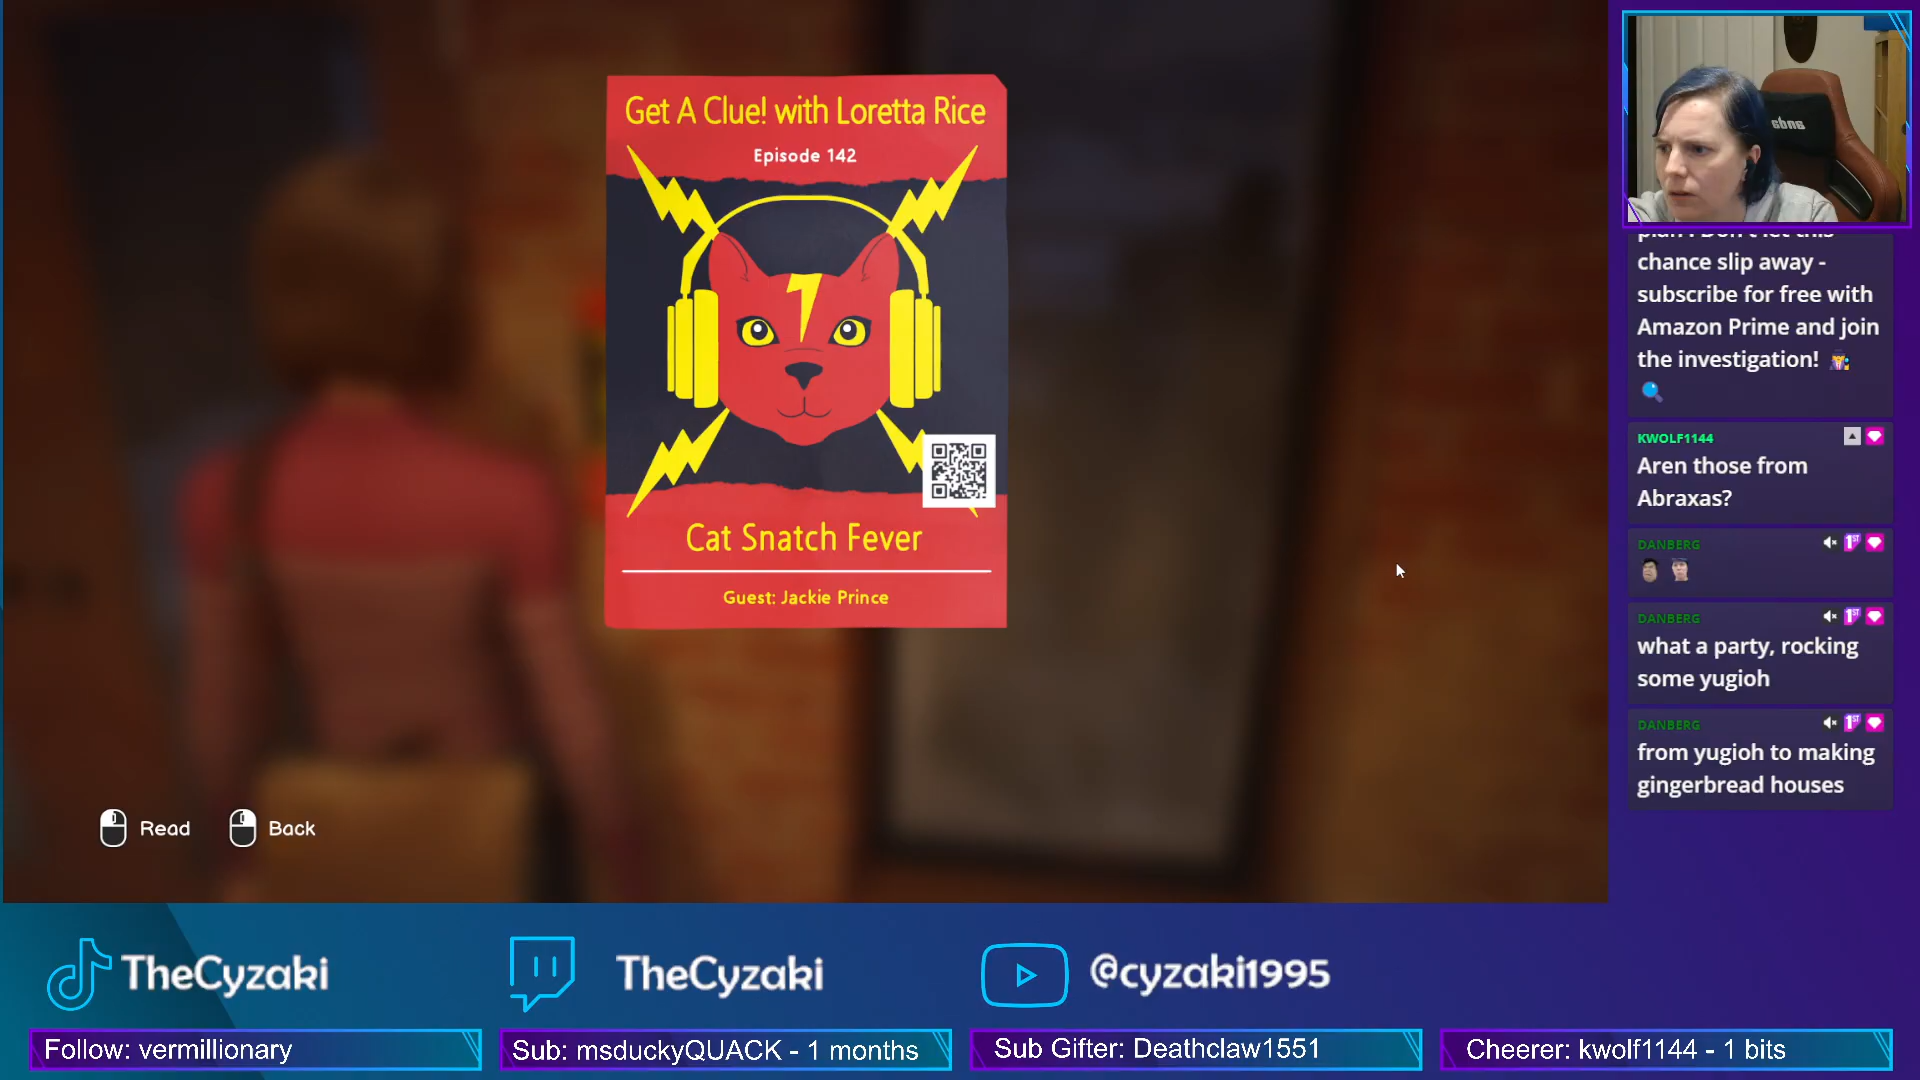 Get A Clue! with Loretta Rice
Episode 142
Cat Snatch Fever
Guest: Jackie Prince
Read
Back
chance slip away -
subscribe for free with
Amazon Prime and join
the investigation!
KWOLF1144
Aren those from
Abraxas?
DANBERG
DANBERG
what a party, rocking
some yugioh
DANBERG
from yugioh to making
gingerbread houses
TheCyzaki
TheCyzaki
@cyzaki1995
Follow: vermillionary
Sub: msduckyQUACK - 1 months
Sub Gifter: Deathclaw1551
Cheerer: kwolf1144 - 1 bits